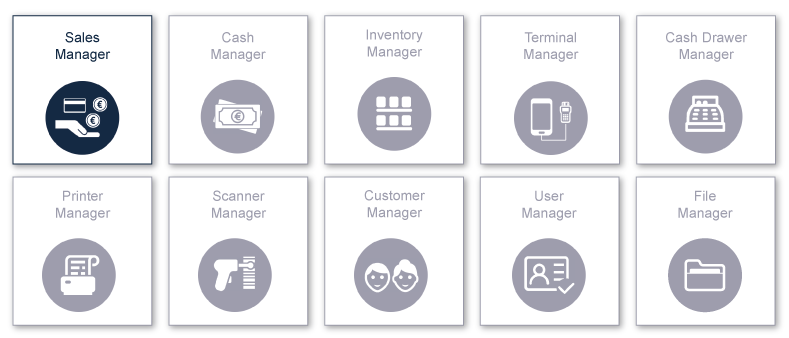 Sales
Manager
Cash
Manager
Inventory
Manager
Terminal
Manager
Cash Drawer
Manager
Printer
Manager
Scanner
Manager
Customer
Manager
User
Manager
File
Manager